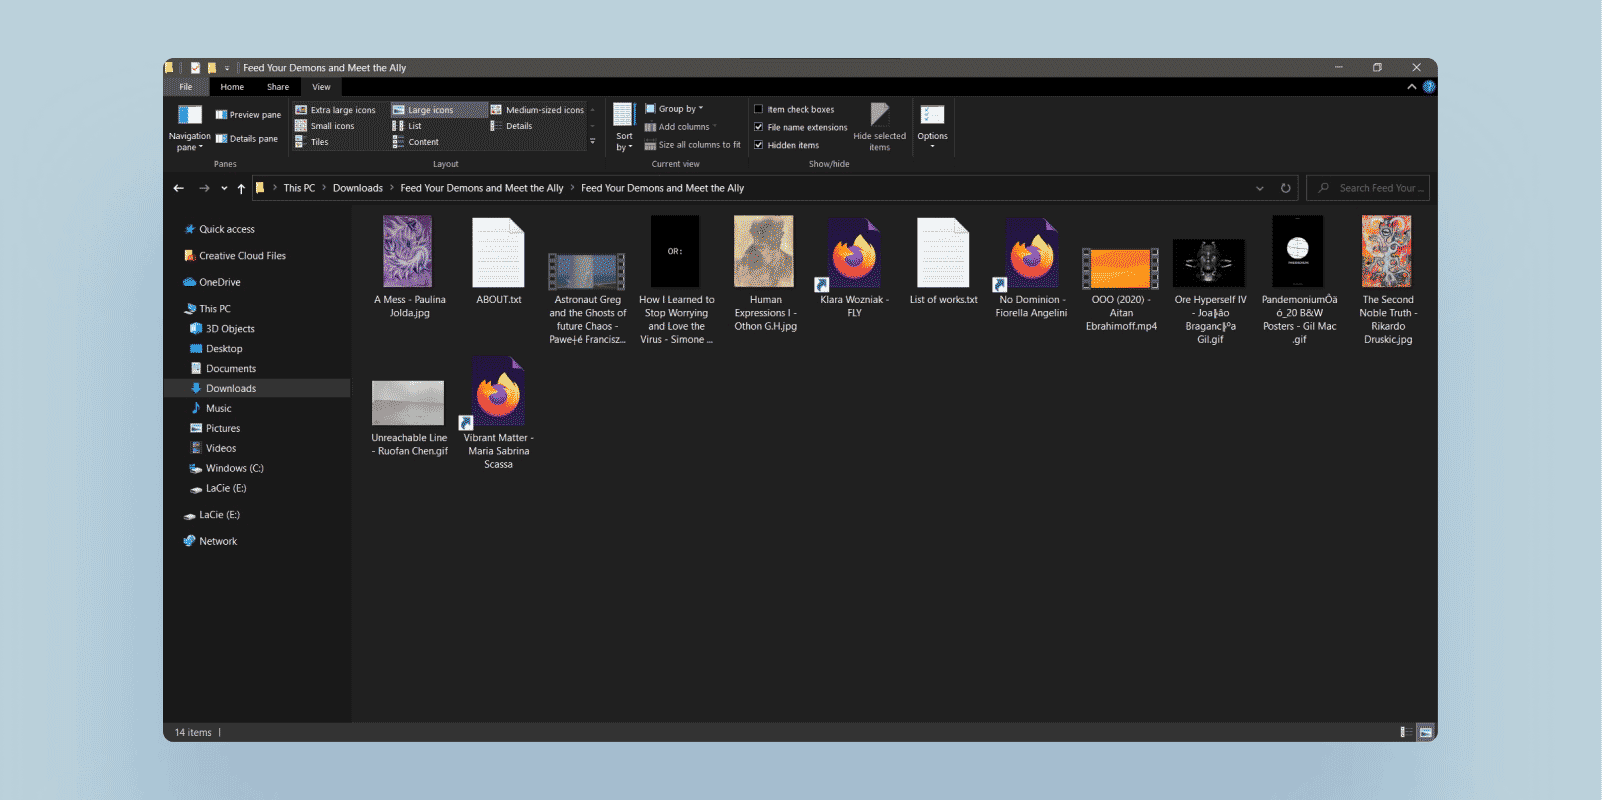 Feed Your Demons and Meet the Ally
File Home Share View
Navigation pane
Preview pane
Details pane
Panes
Extra large icons Large icons Medium-sized icons
Small icons List Details
Tiles Content
Layout
Sort by
Group by
Add columns
Size all columns to fit
Current view
Item check boxes
File name extensions
Hidden items
Hide selected items
Show/hide
Options
This PC > Downloads > Feed Your Demons and Meet the Ally > Feed Your Demons and Meet the Ally
Search Feed Your ...
Quick access
Creative Cloud Files
OneDrive
This PC
3D Objects
Desktop
Documents
Downloads
Music
Pictures
Videos
Windows (C:)
LaCie (E:)
LaCie (E:)
Network
A Mess - Paulina
Jolda.jpg
ABOUT.txt
Astronaut Greg
and the Ghosts of
future Chaos -
Pawe┼é Francisz...
OR:
How I Learned to
Stop Worrying
and Love the
Virus - Simone ...
Human
Expressions I -
Othon G.H.jpg
Klara Wozniak -
FLY
List of works.txt
No Dominion -
Fiorella Angelini
OOO (2020) -
Aitan
Ebrahimoff.mp4
Ore Hyperself IV
- Joa╠âo
Braganc╠ºa
Gil.gif
PandemoniumÔä
ó_20 B&W
Posters - Gil Mac
.gif
The Second
Noble Truth -
Rikardo
Druskic.jpg
Unreachable Line
- Ruofan Chen.gif
Vibrant Matter -
Maria Sabrina
Scassa
14 items